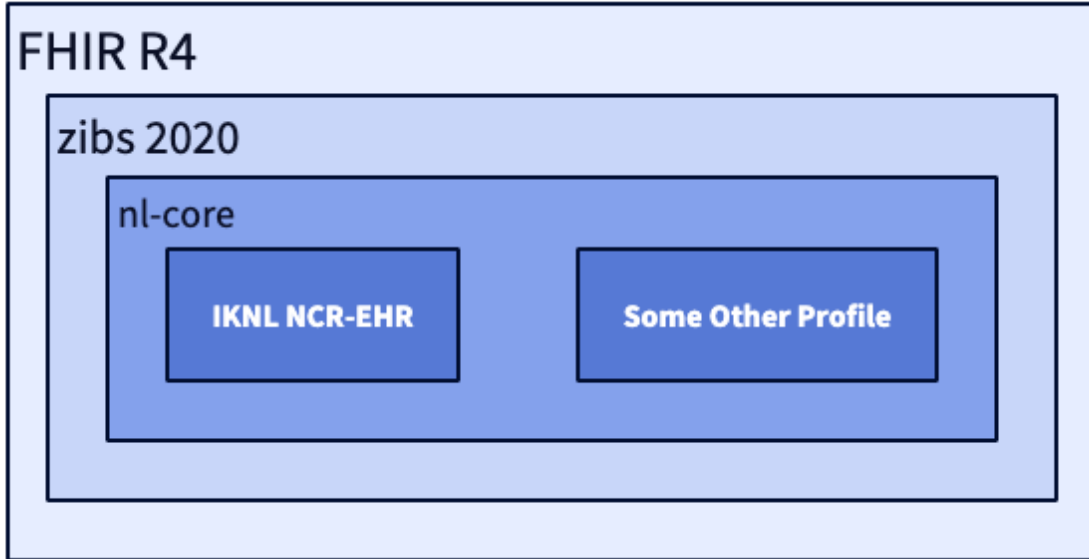 FHIR R4
zibs 2020
nl-core
IKNL NCR-EHR
Some Other Profile